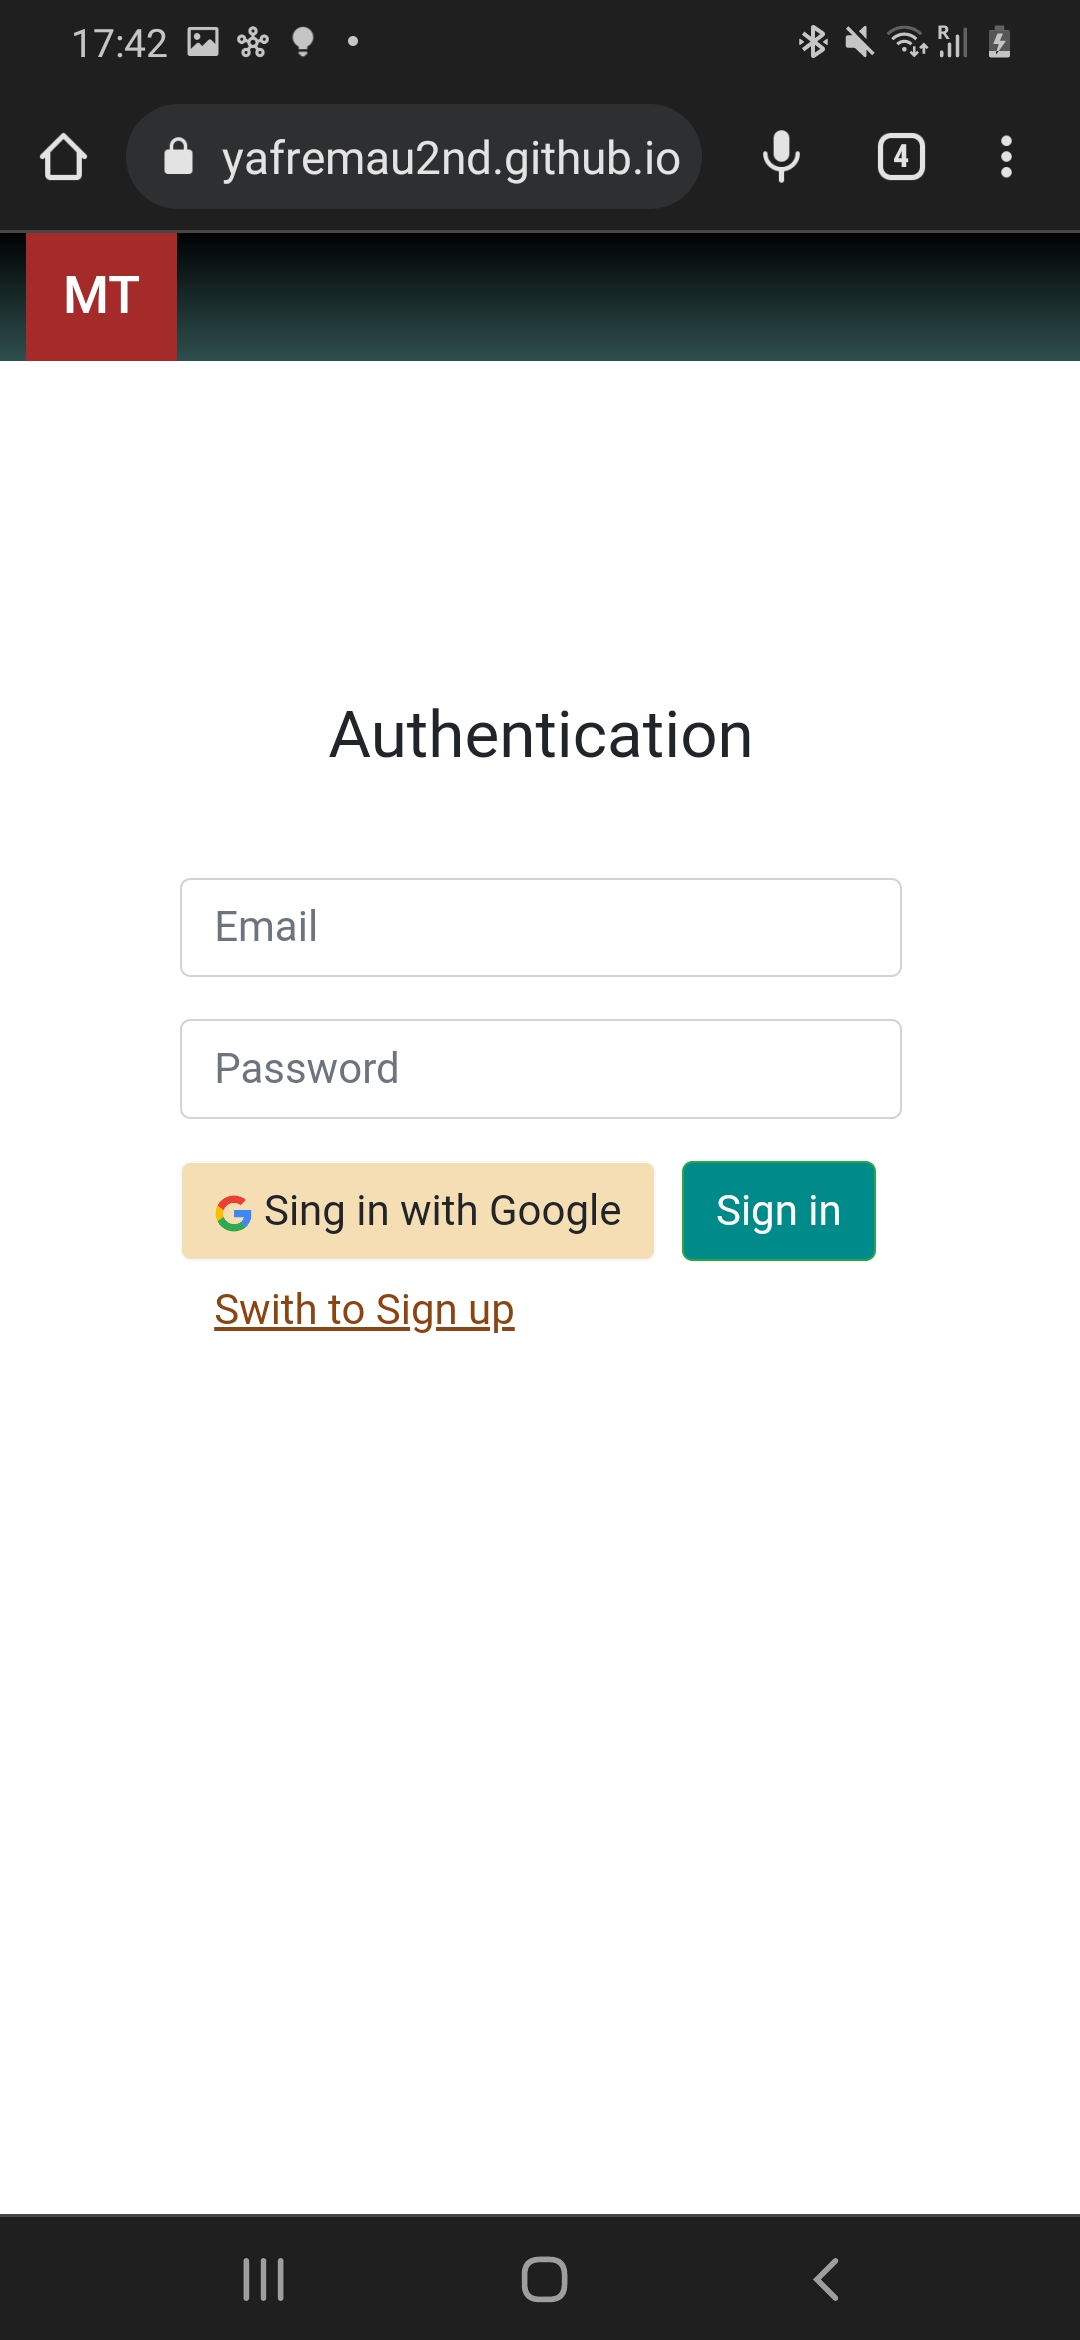 17:42
R
yafremau2nd.github.io
4
MT
Authentication
Email
Password
Sing in with Google
Sign in
Swith to Sign up